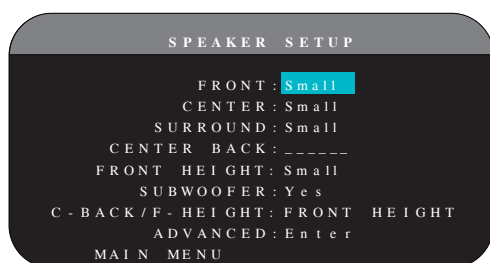 SPEAKER SETUP
FRONT: Small
CENTER: Small
SURROUND: Small
CENTER BACK: ______
FRONT HEIGHT: Small
SUBWOOFER: Yes
C-BACK/F-HEIGHT: FRONT HEIGHT
ADVANCED: Enter
MAIN MENU